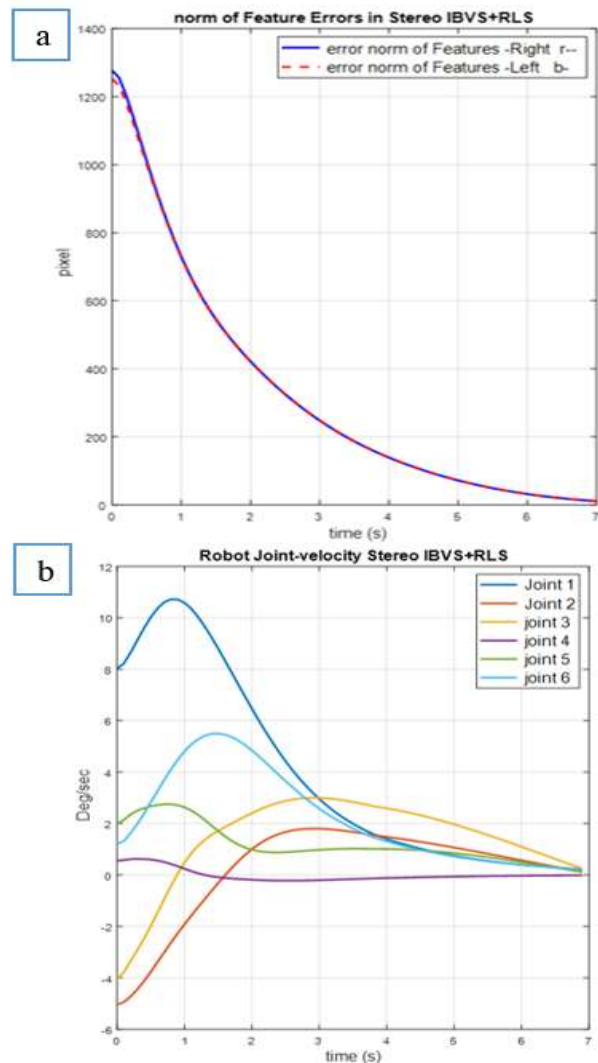 a
norm of Feature Errors in Stereo IBVS+RLS
error norm of Features -Right r--
error norm of Features -Left b-
1400
1200
1000
800
600
400
200
0
pixel
0 1 2 3 4 5 6 7
time (s)
b
Robot Joint-velocity Stereo IBVS+RLS
Joint 1
Joint 2
joint 3
joint 4
joint 5
joint 6
12
10
8
6
4
2
0
-2
-4
-6
Deg/sec
0 1 2 3 4 5 6 7
time (s)